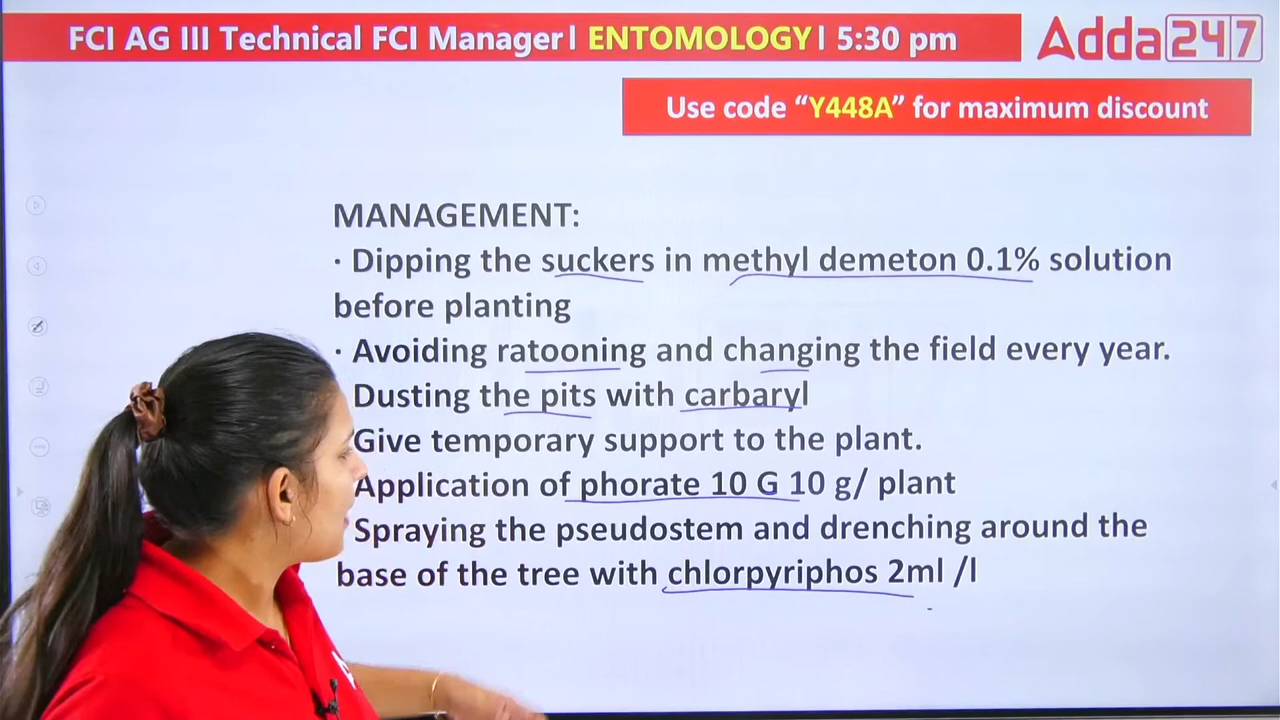 FCI AG III Technical FCI Manager| ENTOMOLOGY| 5:30 pm
Adda247
Use code “Y448A” for maximum discount
MANAGEMENT:
· Dipping the suckers in methyl demeton 0.1% solution
before planting
· Avoiding ratooning and changing the field every year.
Dusting the pits with carbaryl
Give temporary support to the plant.
Application of phorate 10 G 10 g/ plant
Spraying the pseudostem and drenching around the
base of the tree with chlorpyriphos 2ml /l